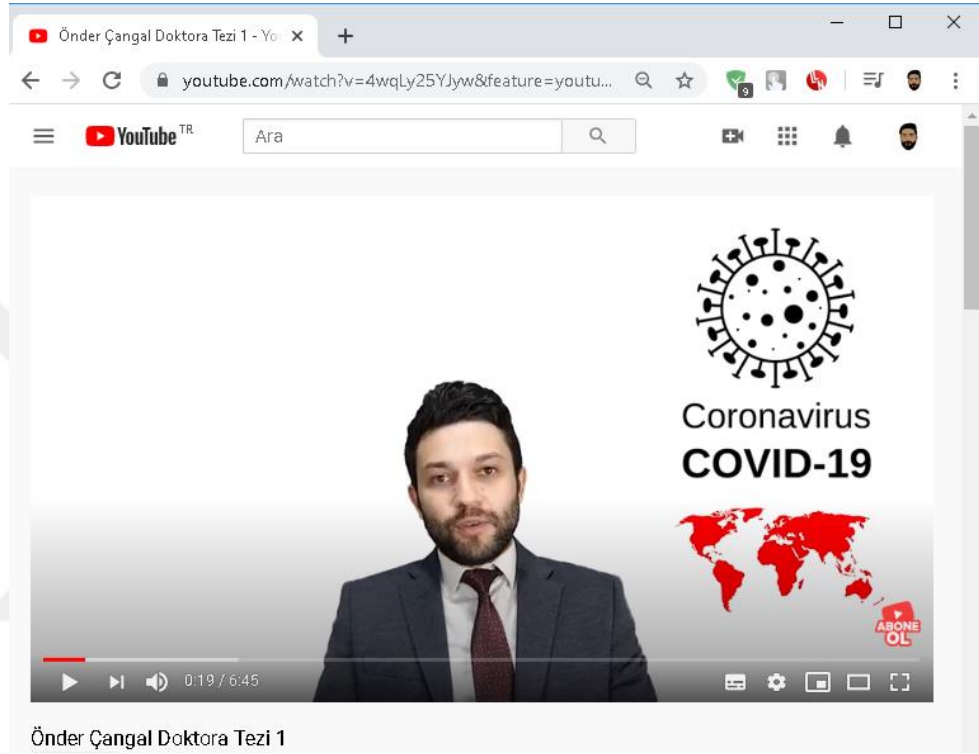 Önder Çangal Doktora Tezi 1 - Yo
youtube.com/watch?v=4wqLy25YJyw&feature=youtu...
9
YouTube TR
Ara
Coronavirus
COVID-19
ABONE
OL
0:19 / 6:45
Önder Çangal Doktora Tezi 1